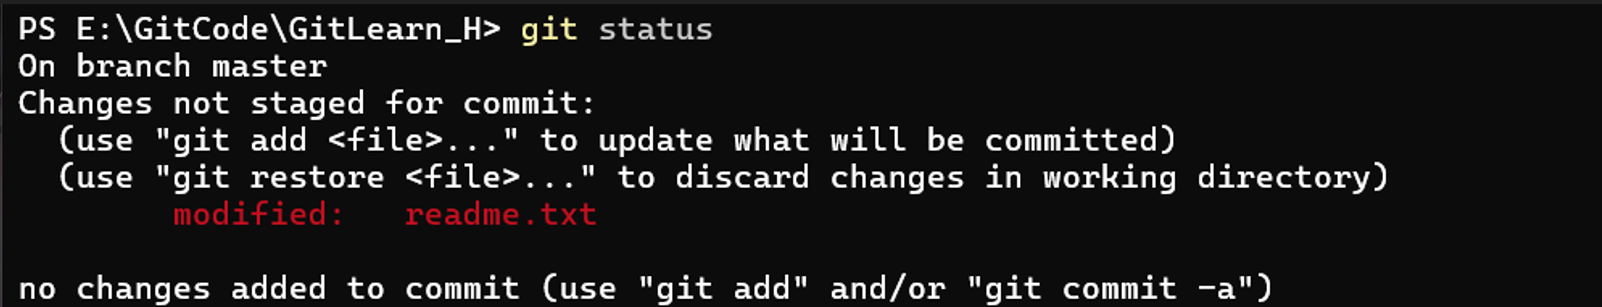 PS E:\GitCode\GitLearn_H> git status
On branch master
Changes not staged for commit:
  (use "git add <file>..." to update what will be committed)
  (use "git restore <file>..." to discard changes in working directory)
        modified:   readme.txt

no changes added to commit (use "git add" and/or "git commit -a")